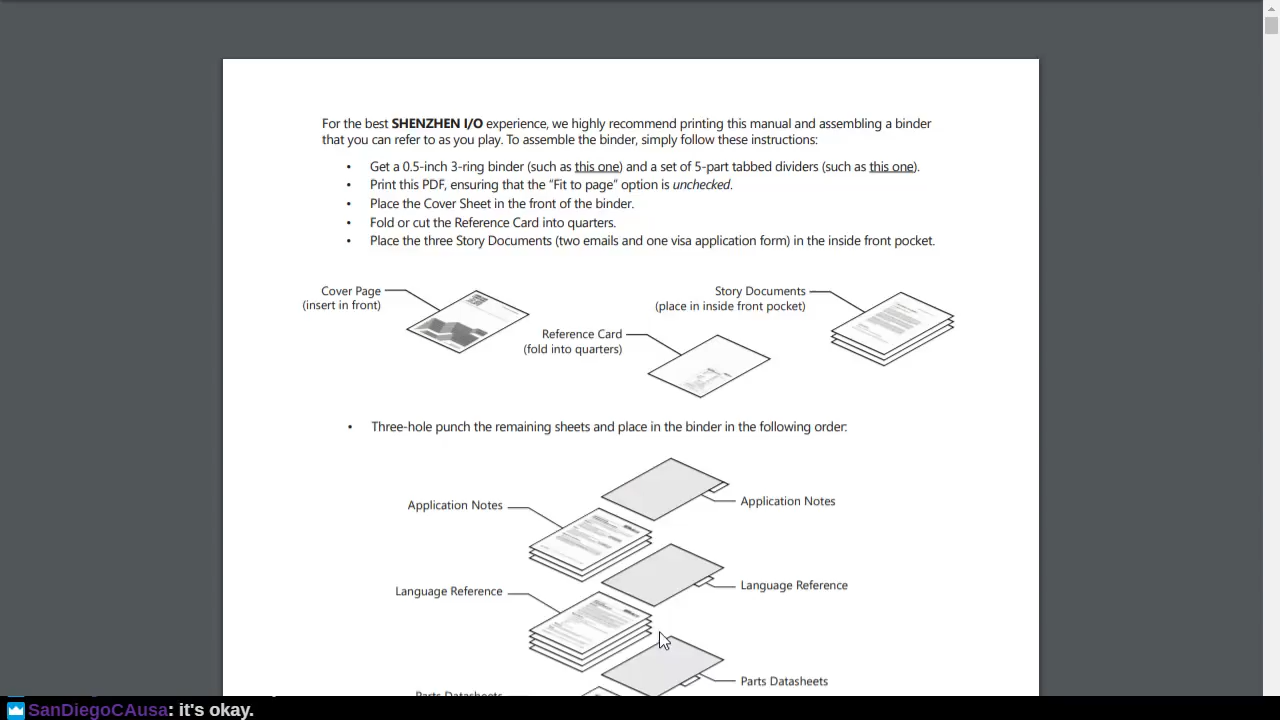 For the best SHENZHEN I/O experience, we highly recommend printing this manual and assembling a binder
that you can refer to as you play. To assemble the binder, simply follow these instructions:
• Get a 0.5-inch 3-ring binder (such as this one) and a set of 5-part tabbed dividers (such as this one).
• Print this PDF, ensuring that the “Fit to page” option is unchecked.
• Place the Cover Sheet in the front of the binder.
• Fold or cut the Reference Card into quarters.
• Place the three Story Documents (two emails and one visa application form) in the inside front pocket.
Cover Page
(insert in front)
Story Documents
(place in inside front pocket)
Reference Card
(fold into quarters)
• Three-hole punch the remaining sheets and place in the binder in the following order:
Application Notes
Application Notes
Language Reference
Language Reference
Parts Datasheets
Parts Datasheets
SanDiegoCAusa: it's okay.